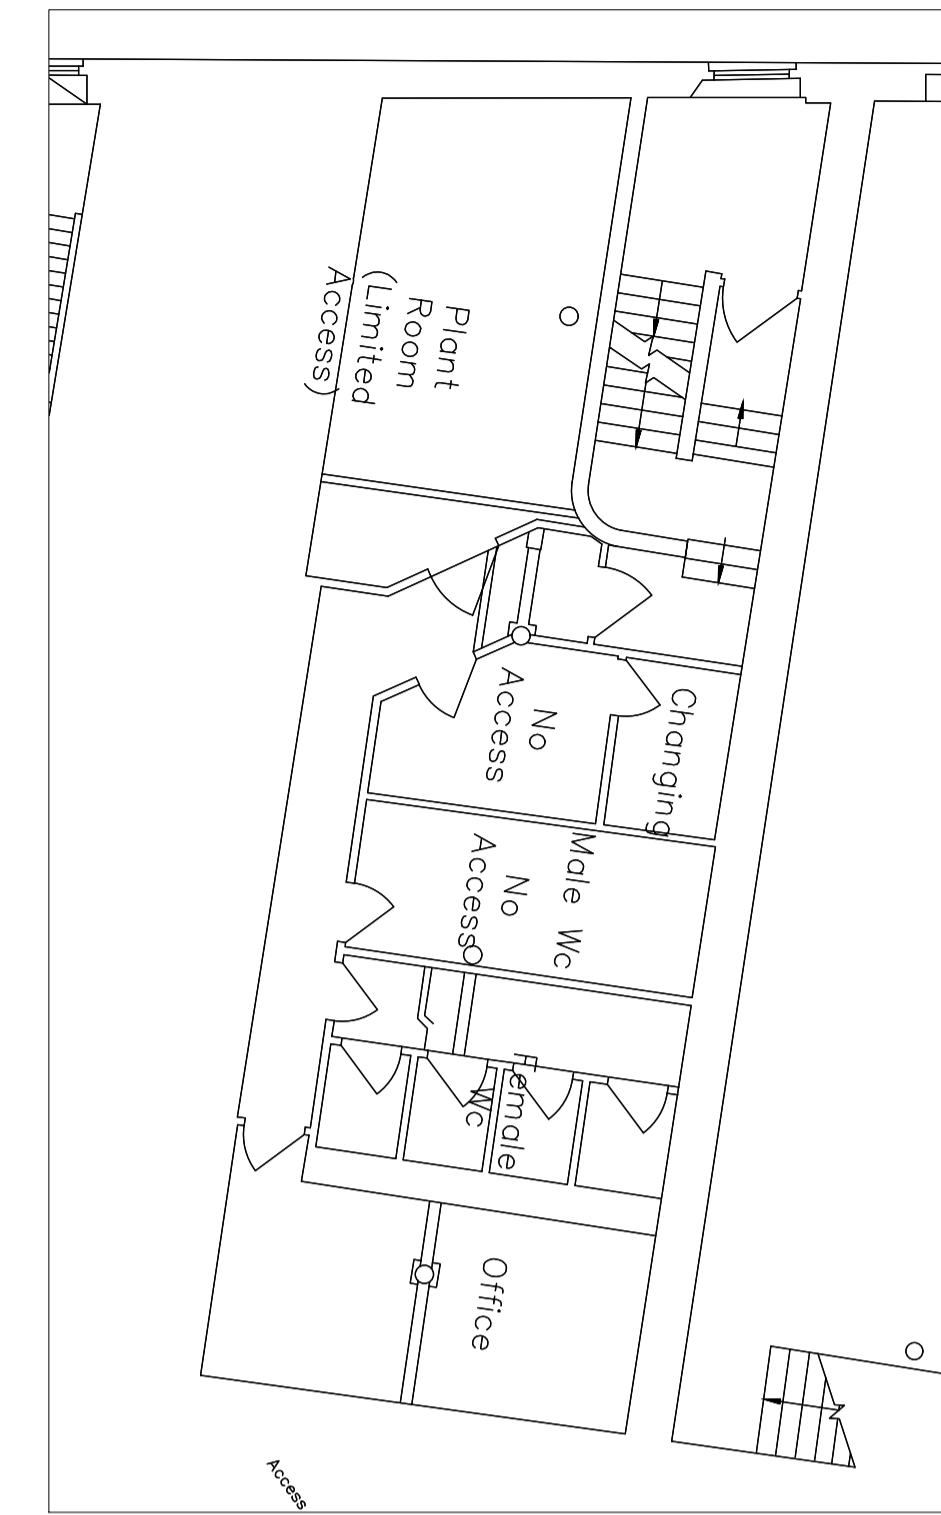 Plant
Room
(Limited
Access)
No
Access
Changing
Male Wc
No
Access
Female
Wc
Office
Access